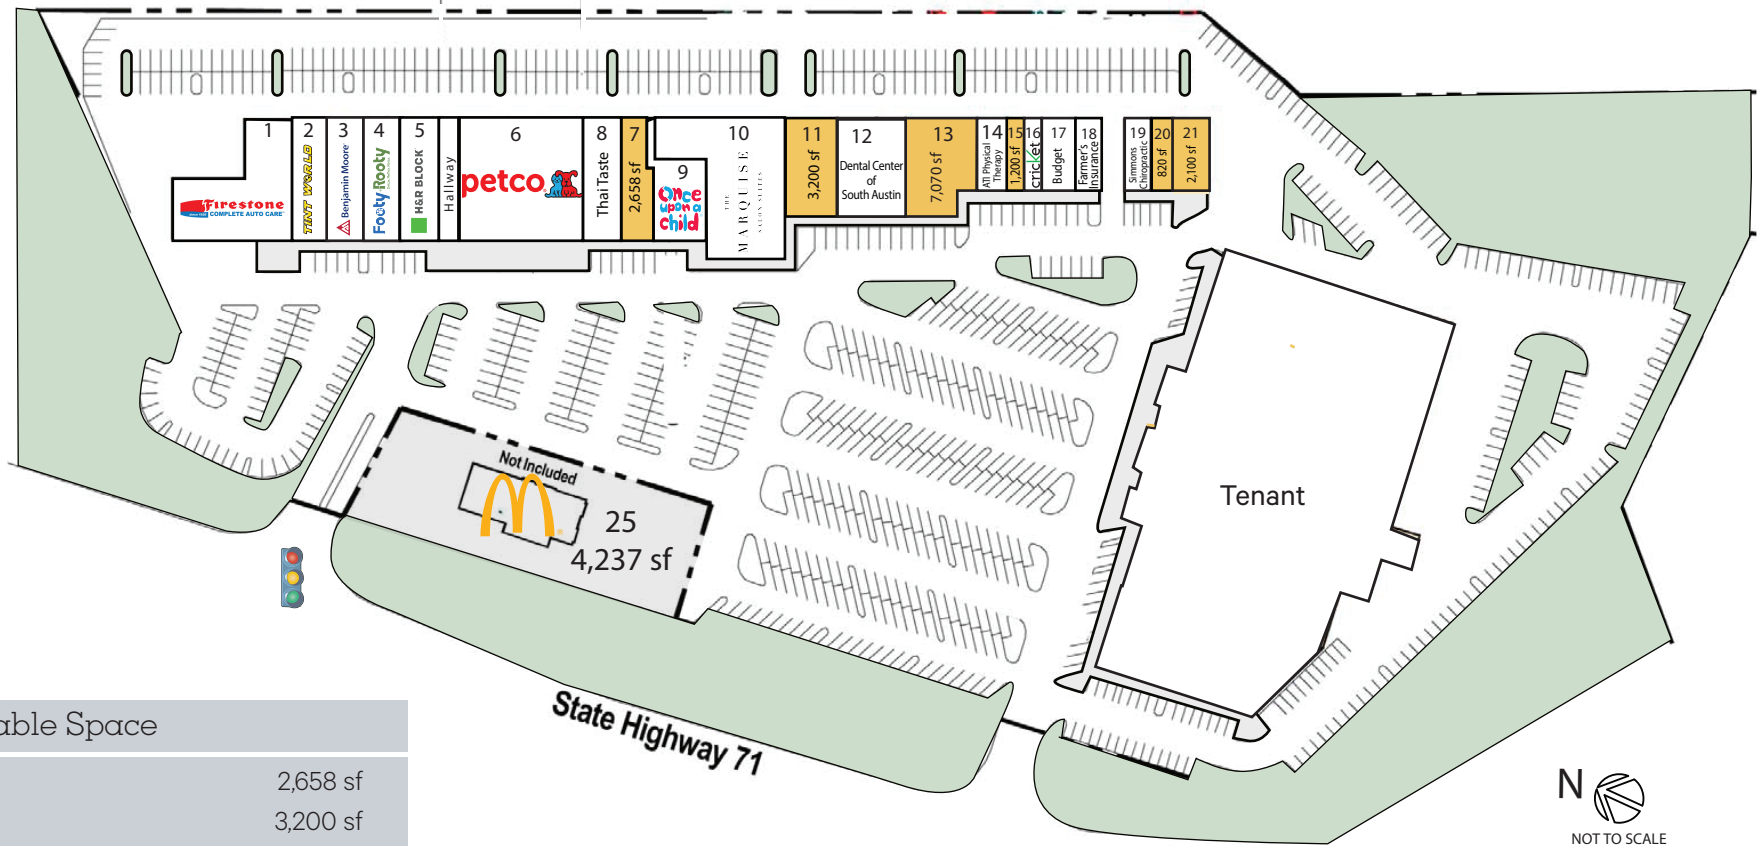 1
Firestone
COMPLETE AUTO CARE
2
TINT WORLD
3
Benjamin Moore
4
Footy Rooty
5
H&R BLOCK
Hallway
6
petco
8
Thai Taste
7
2,658 sf
9
once
upon a
child
10
THE
MARQUISE
SALON SUITES
11
3,200 sf
12
Dental Center
of
South Austin
13
7,070 sf
14
ATI Physical
Therapy
15
1,200 sf
16
cricket
17
Budget
18
Farmer's
Insurance
19
Simmons
Chiropractic
20
820 sf
21
2,100 sf
Not Included
25
4,237 sf
Tenant
State Highway 71
able Space
2,658 sf
3,200 sf
N
NOT TO SCALE